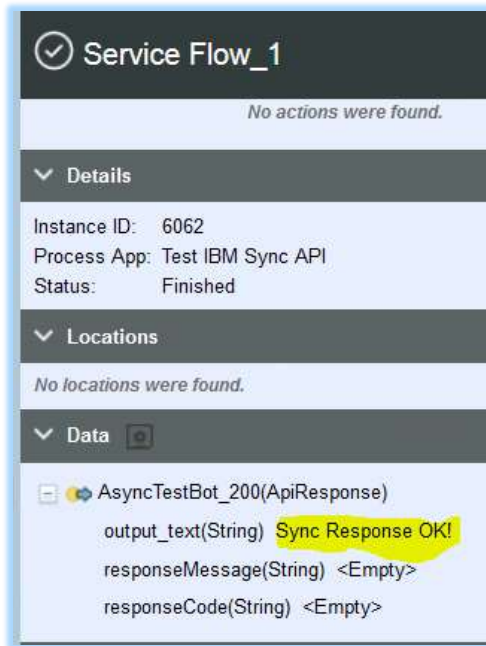 Service Flow_1
No actions were found.
Details
Instance ID: 6062
Process App: Test IBM Sync API
Status: Finished
Locations
No locations were found.
Data
AsyncTestBot_200(ApiResponse)
output_text(String) Sync Response OK!
responseMessage(String) <Empty>
responseCode(String) <Empty>